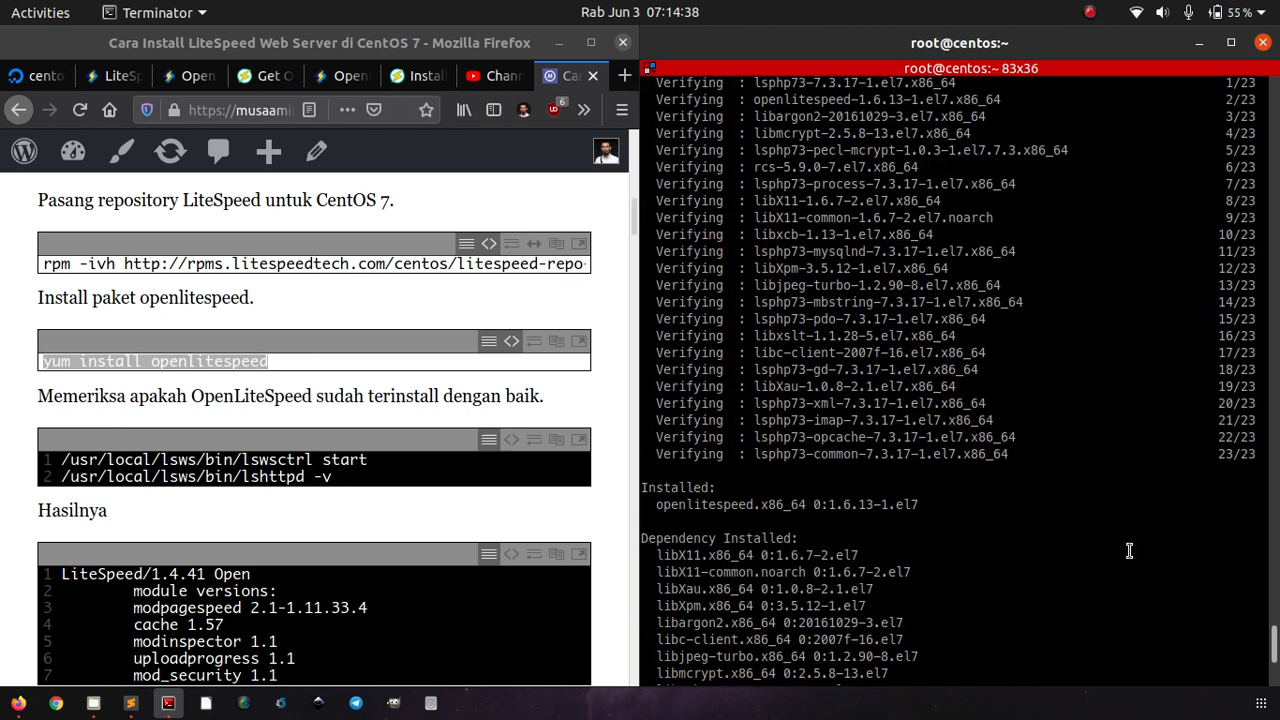 Activities
Terminator
Rab Jun 3 07:14:38
55 %
Cara Install LiteSpeed Web Server di CentOS 7 - Mozilla Firefox
cento
LiteS
Open
Get O
Open
Install
Chann
Ca
https://musaami
6
Pasang repository LiteSpeed untuk CentOS 7.
rpm -ivh http://rpms.litespeedtech.com/centos/litespeed-repo-
Install paket openlitespeed.
yum install openlitespeed
Memeriksa apakah OpenLiteSpeed sudah terinstall dengan baik.
1 /usr/local/lsws/bin/lswsctrl start
2 /usr/local/lsws/bin/lshttpd -v
Hasilnya
1 LiteSpeed/1.4.41 Open
2 module versions:
3 modpagespeed 2.1-1.11.33.4
4 cache 1.57
5 modinspector 1.1
6 uploadprogress 1.1
7 mod_security 1.1
root@centos:~
root@centos:~ 83x36
Verifying : lsphp73-7.3.17-1.el7.x86_64 1/23
Verifying : openlitespeed-1.6.13-1.el7.x86_64 2/23
Verifying : libargon2-20161029-3.el7.x86_64 3/23
Verifying : libmcrypt-2.5.8-13.el7.x86_64 4/23
Verifying : lsphp73-pecl-mcrypt-1.0.3-1.el7.7.3.x86_64 5/23
Verifying : rcs-5.9.0-7.el7.x86_64 6/23
Verifying : lsphp73-process-7.3.17-1.el7.x86_64 7/23
Verifying : libX11-1.6.7-2.el7.x86_64 8/23
Verifying : libX11-common-1.6.7-2.el7.noarch 9/23
Verifying : libxcb-1.13-1.el7.x86_64 10/23
Verifying : lsphp73-mysqlnd-7.3.17-1.el7.x86_64 11/23
Verifying : libXpm-3.5.12-1.el7.x86_64 12/23
Verifying : libjpeg-turbo-1.2.90-8.el7.x86_64 13/23
Verifying : lsphp73-mbstring-7.3.17-1.el7.x86_64 14/23
Verifying : lsphp73-pdo-7.3.17-1.el7.x86_64 15/23
Verifying : libxslt-1.1.28-5.el7.x86_64 16/23
Verifying : libc-client-2007f-16.el7.x86_64 17/23
Verifying : lsphp73-gd-7.3.17-1.el7.x86_64 18/23
Verifying : libXau-1.0.8-2.1.el7.x86_64 19/23
Verifying : lsphp73-xml-7.3.17-1.el7.x86_64 20/23
Verifying : lsphp73-imap-7.3.17-1.el7.x86_64 21/23
Verifying : lsphp73-opcache-7.3.17-1.el7.x86_64 22/23
Verifying : lsphp73-common-7.3.17-1.el7.x86_64 23/23
Installed:
openlitespeed.x86_64 0:1.6.13-1.el7
Dependency Installed:
libX11.x86_64 0:1.6.7-2.el7
libX11-common.noarch 0:1.6.7-2.el7
libXau.x86_64 0:1.0.8-2.1.el7
libXpm.x86_64 0:3.5.12-1.el7
libargon2.x86_64 0:20161029-3.el7
libc-client.x86_64 0:2007f-16.el7
libjpeg-turbo.x86_64 0:1.2.90-8.el7
libmcrypt.x86_64 0:2.5.8-13.el7